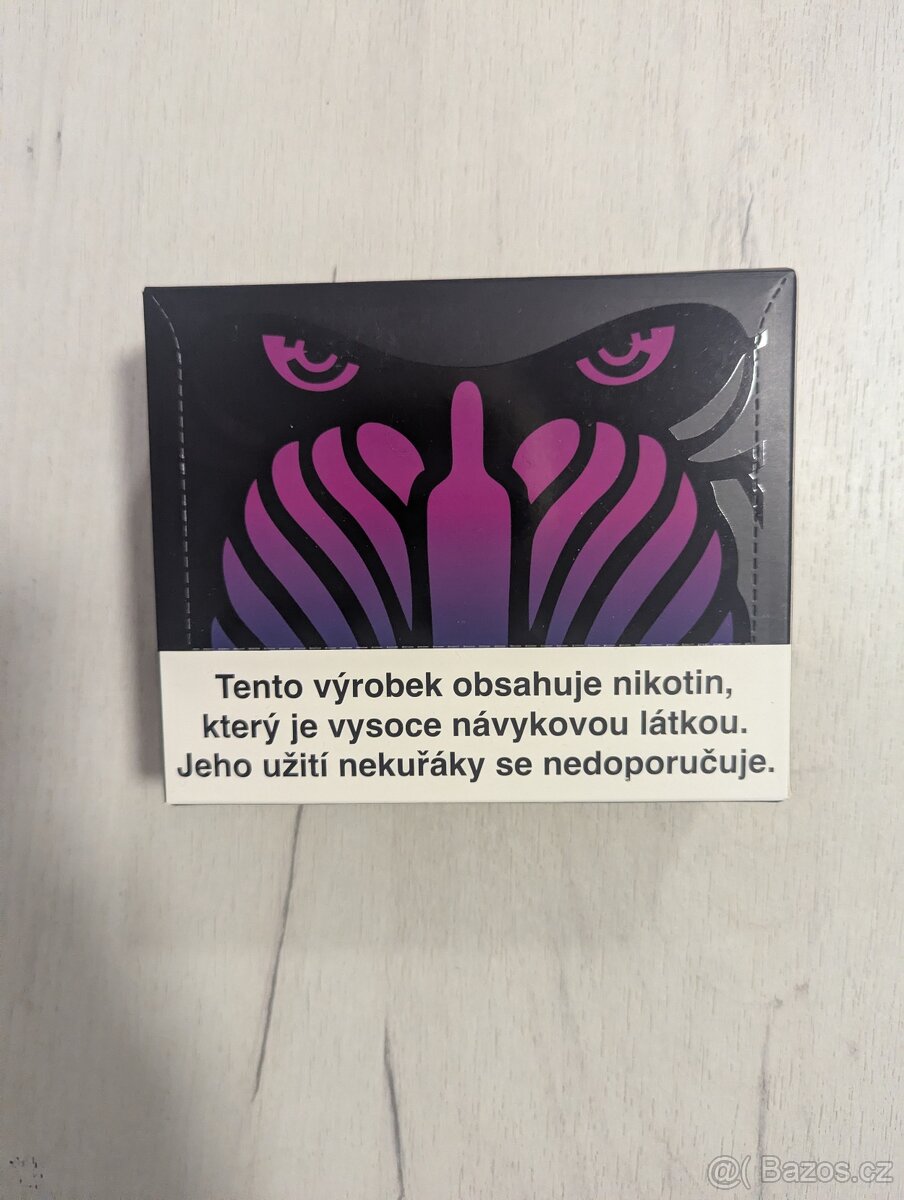 Tento výrobek obsahuje nikotin,
který je vysoce návykovou látkou.
Jeho užití nekuřáky se nedoporučuje.
@( Bazos.cz